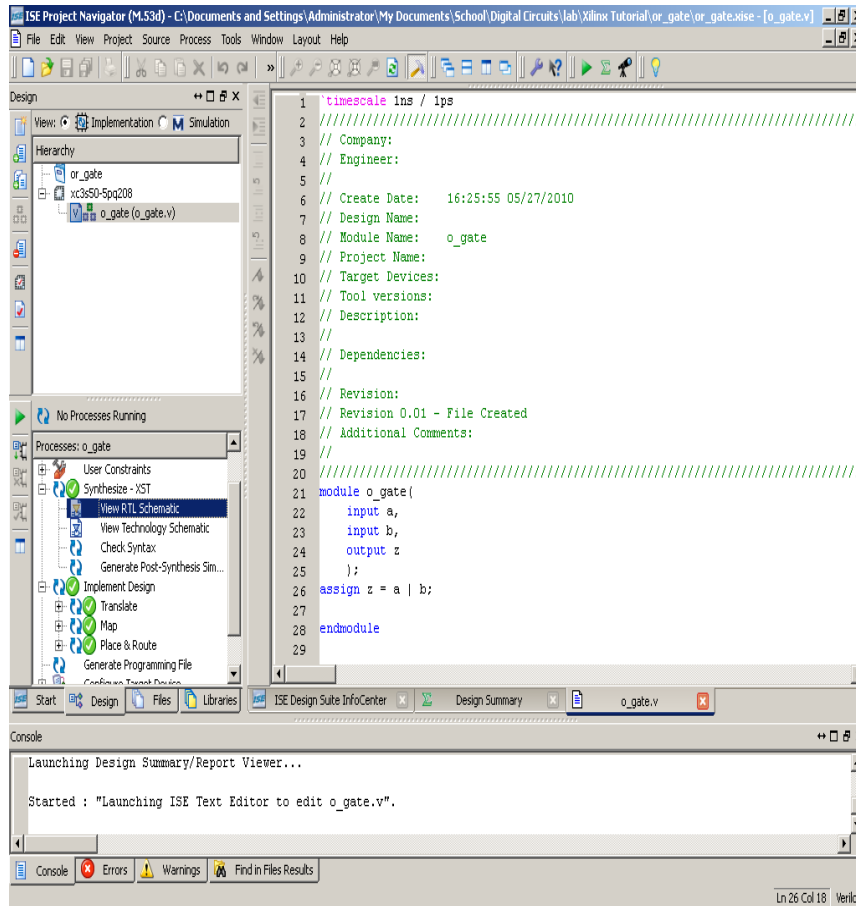 ISE Project Navigator (M.53d) - C:\Documents and Settings\Administrator\My Documents\School\Digital Circuits\lab\Xilinx Tutorial\or_gate\or_gate.xise - [o_gate.v]
File Edit View Project Source Process Tools Window Layout Help
Design
View: Implementation Simulation
Hierarchy
or_gate
xc3s50-5pq208
o_gate (o_gate.v)
No Processes Running
Processes: o_gate
User Constraints
Synthesize - XST
View RTL Schematic
View Technology Schematic
Check Syntax
Generate Post-Synthesis Sim...
Implement Design
Translate
Map
Place & Route
Generate Programming File
Configure Target Device
Start Design Files Libraries
1 `timescale 1ns / 1ps
2 ////////////////////////////////////////////////////////////////////////////////
3 // Company:
4 // Engineer:
5 //
6 // Create Date:    16:25:55 05/27/2010
7 // Design Name:
8 // Module Name:    o_gate
9 // Project Name:
10 // Target Devices:
11 // Tool versions:
12 // Description:
13 //
14 // Dependencies:
15 //
16 // Revision:
17 // Revision 0.01 - File Created
18 // Additional Comments:
19 //
20 ////////////////////////////////////////////////////////////////////////////////
21 module o_gate(
22     input a,
23     input b,
24     output z
25     );
26 assign z = a | b;
27
28 endmodule
29
ISE Design Suite InfoCenter Design Summary o_gate.v
Console
Launching Design Summary/Report Viewer...
Started : "Launching ISE Text Editor to edit o_gate.v".
Console Errors Warnings Find in Files Results
Ln 26 Col 18 Verilo